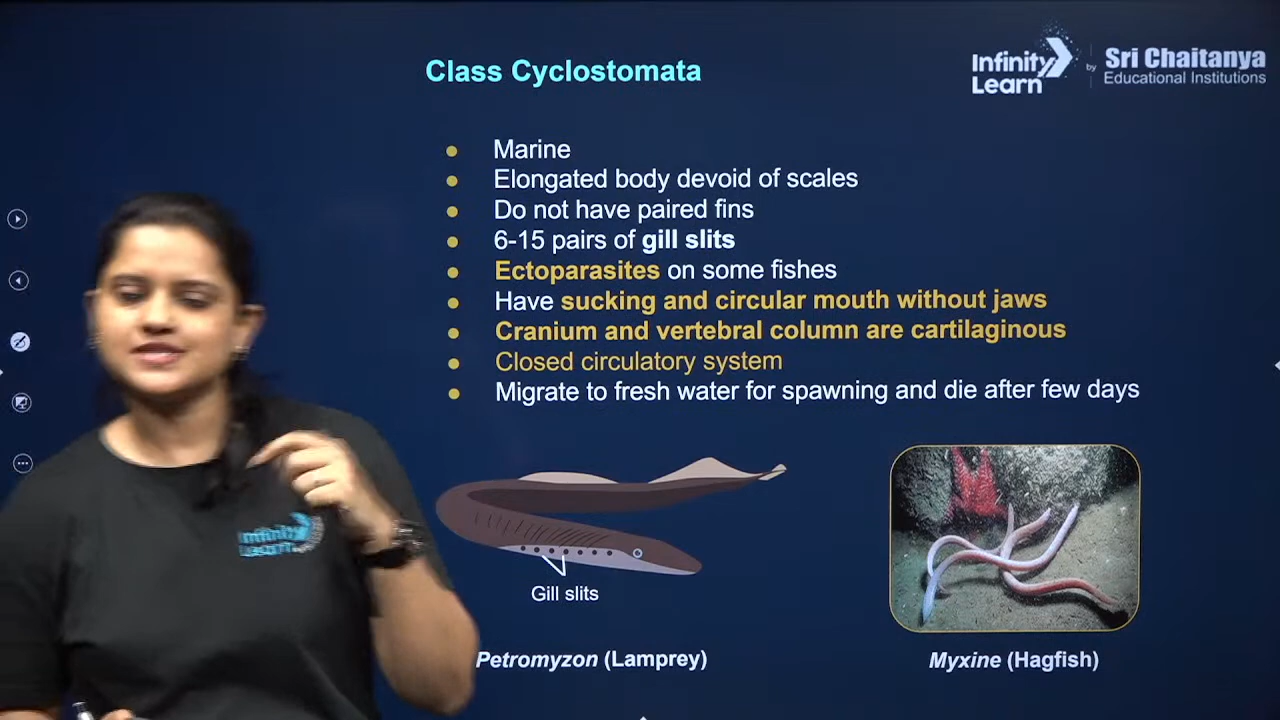 Class Cyclostomata
Infinity
Learn
by
Sri Chaitanya
Educational Institutions
Marine
Elongated body devoid of scales
Do not have paired fins
6-15 pairs of gill slits
Ectoparasites on some fishes
Have sucking and circular mouth without jaws
Cranium and vertebral column are cartilaginous
Closed circulatory system
Migrate to fresh water for spawning and die after few days
Infinity
Learn
Gill slits
Petromyzon (Lamprey)
Myxine (Hagfish)